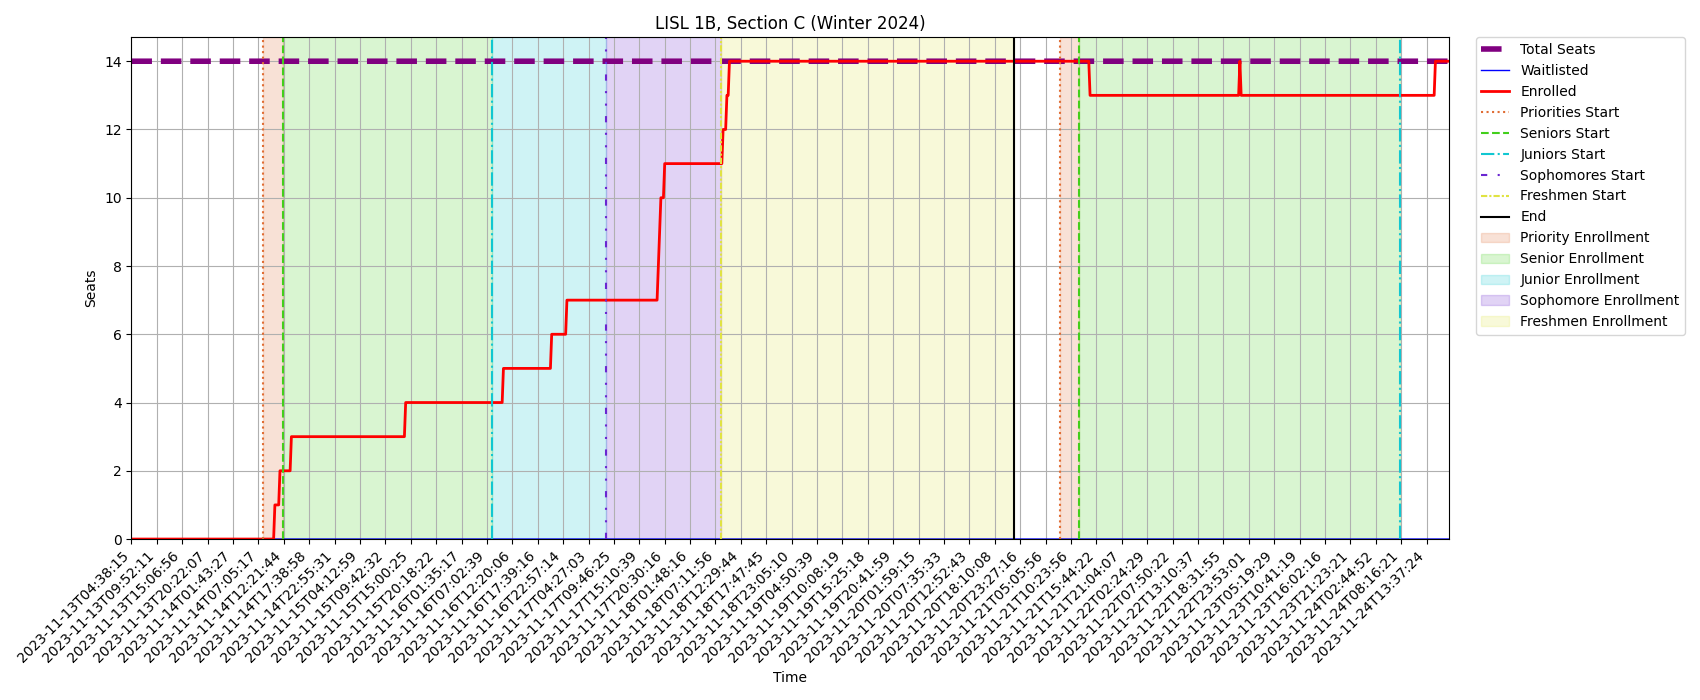 LISL 1B, Section C (Winter 2024)
Seats
14
12
10
8
6
4
2
0
2023-11-13T04:38:15
2023-11-13T09:52:11
2023-11-13T15:06:56
2023-11-13T20:22:07
2023-11-14T01:43:27
2023-11-14T07:05:17
2023-11-14T12:21:44
2023-11-14T17:38:58
2023-11-14T22:55:31
2023-11-15T04:12:59
2023-11-15T09:42:32
2023-11-15T15:00:25
2023-11-15T20:18:22
2023-11-16T01:35:17
2023-11-16T07:02:39
2023-11-16T12:20:06
2023-11-16T17:39:16
2023-11-16T22:57:14
2023-11-17T04:27:03
2023-11-17T09:46:25
2023-11-17T15:10:39
2023-11-17T20:30:16
2023-11-18T01:48:16
2023-11-18T07:11:56
2023-11-18T12:29:44
2023-11-18T17:47:45
2023-11-18T23:05:10
2023-11-19T04:50:39
2023-11-19T10:08:19
2023-11-19T15:25:18
2023-11-19T20:41:59
2023-11-20T01:59:15
2023-11-20T07:35:33
2023-11-20T12:52:43
2023-11-20T18:10:08
2023-11-20T23:27:16
2023-11-21T05:05:56
2023-11-21T10:23:56
2023-11-21T15:44:22
2023-11-21T21:04:07
2023-11-22T02:24:29
2023-11-22T07:50:22
2023-11-22T13:10:37
2023-11-22T18:31:55
2023-11-22T23:53:01
2023-11-23T05:19:29
2023-11-23T10:41:19
2023-11-23T16:02:16
2023-11-23T21:23:21
2023-11-24T02:44:52
2023-11-24T08:16:21
2023-11-24T13:37:24
Time
Total Seats
Waitlisted
Enrolled
Priorities Start
Seniors Start
Juniors Start
Sophomores Start
Freshmen Start
End
Priority Enrollment
Senior Enrollment
Junior Enrollment
Sophomore Enrollment
Freshmen Enrollment